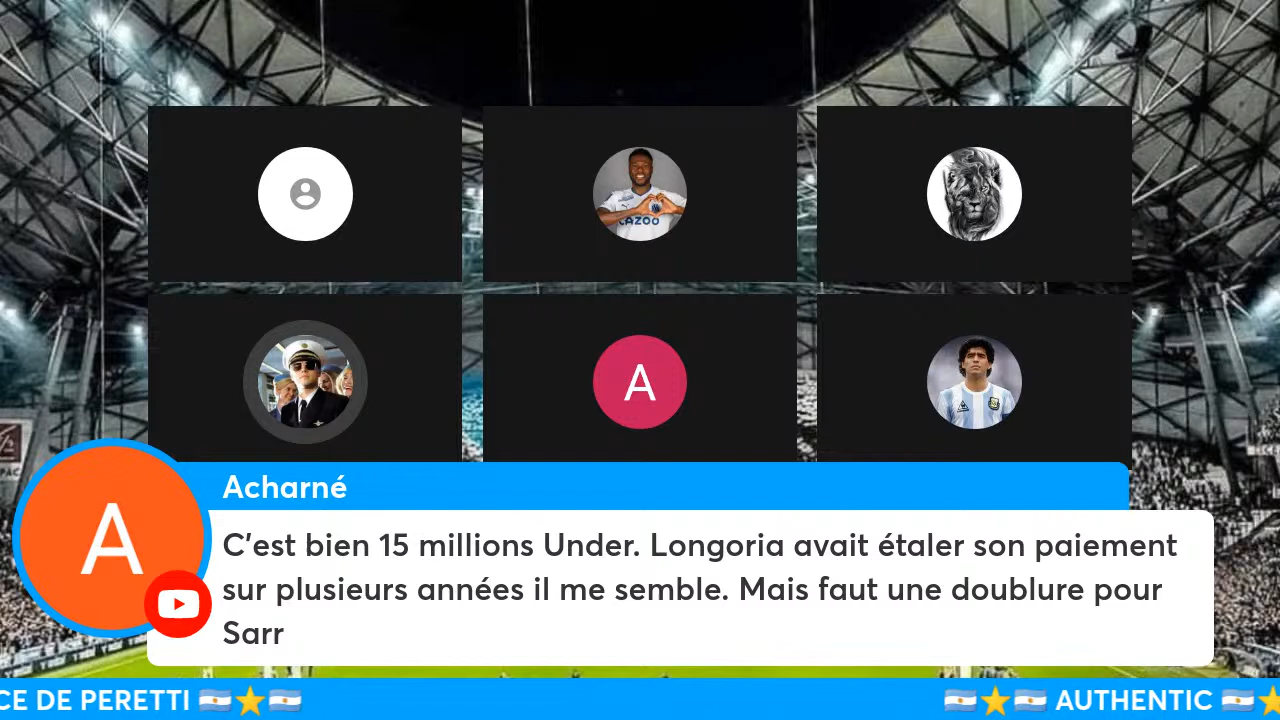 CAZOO
A
Acharné
A
C'est bien 15 millions Under. Longoria avait étaler son paiement
sur plusieurs années il me semble. Mais faut une doublure pour
Sarr
CE DE PERETTI 🇦🇷⭐🇦🇷 🇦🇷⭐🇦🇷 AUTHENTIC 🇦🇷⭐